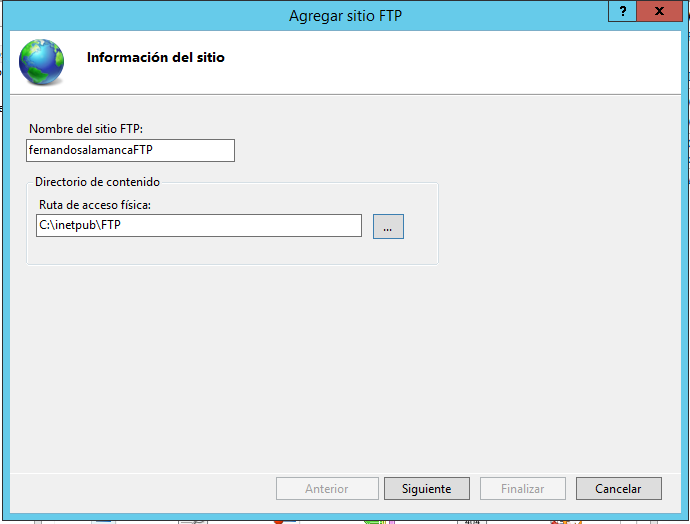 Agregar sitio FTP
?
x
Información del sitio
Nombre del sitio FTP:
fernandosalamancaFTP
Directorio de contenido
Ruta de acceso física:
C:\inetpub\FTP
...
Anterior
Siguiente
Finalizar
Cancelar